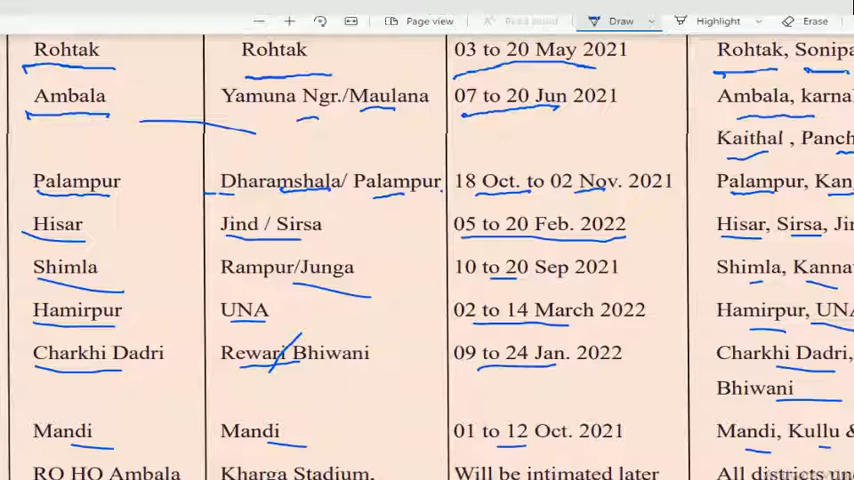 Page view Read aloud Draw Highlight Erase
Rohtak Rohtak 03 to 20 May 2021 Rohtak, Sonipa
Ambala Yamuna Ngr./Maulana 07 to 20 Jun 2021 Ambala, karnal
Kaithal , Panch
Palampur Dharamshala/ Palampur 18 Oct. to 02 Nov. 2021 Palampur, Kan
Hisar Jind / Sirsa 05 to 20 Feb. 2022 Hisar, Sirsa, Jin
Shimla Rampur/Junga 10 to 20 Sep 2021 Shimla, Kanna
Hamirpur UNA 02 to 14 March 2022 Hamirpur, UNA
Charkhi Dadri Rewari Bhiwani 09 to 24 Jan. 2022 Charkhi Dadri,
Bhiwani
Mandi Mandi 01 to 12 Oct. 2021 Mandi, Kullu &
RO HO Ambala Kharga Stadium, Will be intimated later All districts un